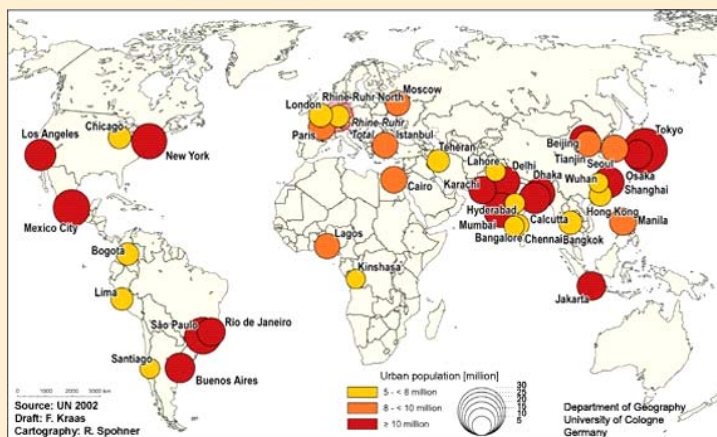 Moscow
Rhine-Ruhr-North
London
Rhine-Ruhr
Total
Paris
Istanbul
Chicago
Los Angeles
New York
Teheran
Tokyo
Beijing
Tianjin
Seoul
Lahore
Delhi
Dhaka
Wuhan
Osaka
Shanghai
Karachi
Cairo
Mexico City
Hyderabad
Calcutta
Hong Kong
Manila
Mumbai
Bangalore
Chennai
Bangkok
Bogota
Lagos
Kinshasa
Lima
Jakarta
São Paulo
Rio de Janeiro
Santiago
Buenos Aires
Urban population [million]
5 - < 8 million
8 - < 10 million
≥ 10 million
30
25
20
15
10
5
Source: UN 2002
Draft: F. Kraas
Cartography: R. Spohner
Department of Geography
University of Cologne
Germany